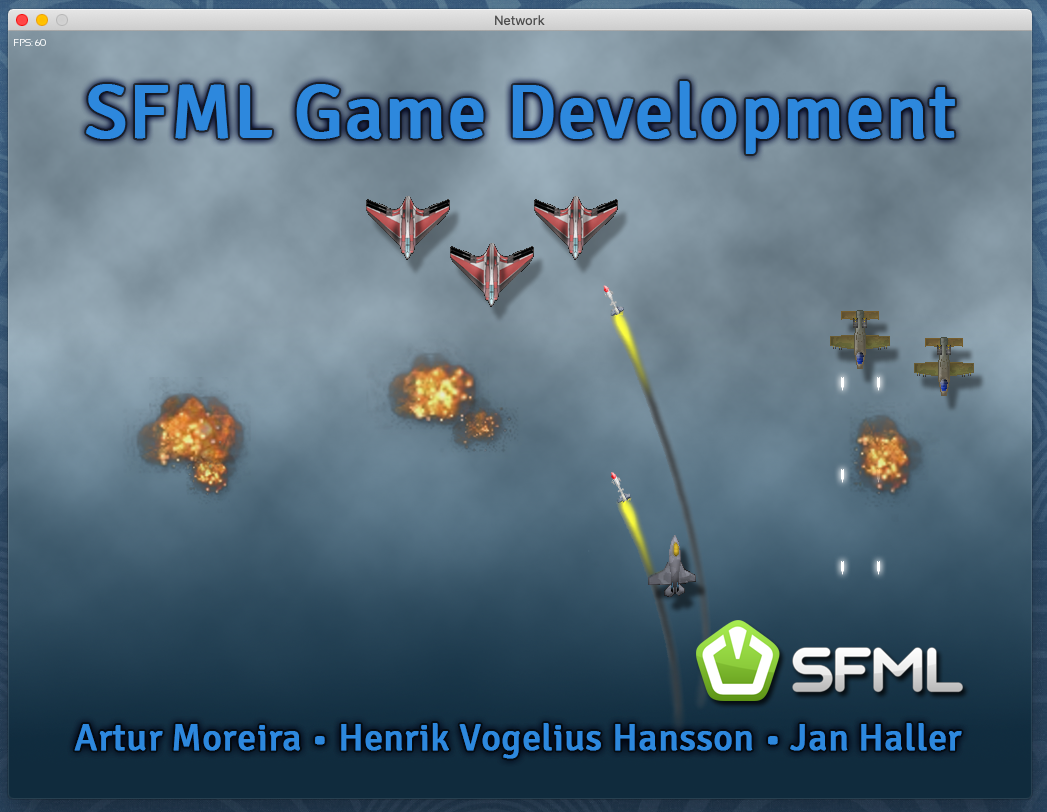 Network
FPS: 60
SFML Game Development
SFML
Artur Moreira • Henrik Vogelius Hansson • Jan Haller